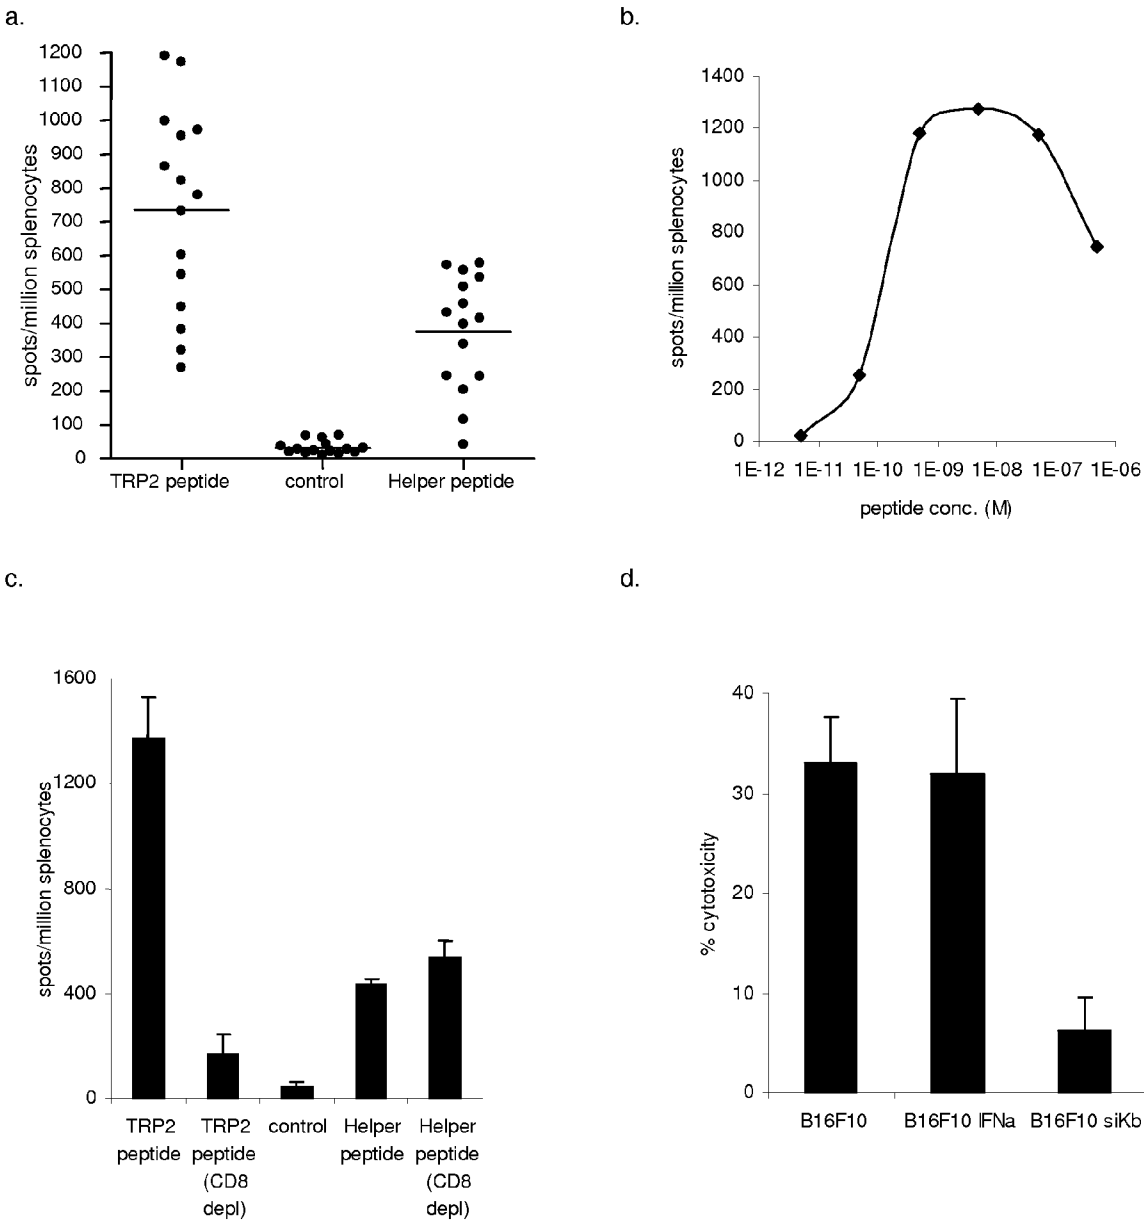 a.
1200
1100
1000
900
800
700
600
500
400
300
200
100
0
spots/million splenocytes
TRP2 peptide
control
Helper peptide
b.
1400
1200
1000
800
600
400
200
0
spots/million splenocytes
1E-12 1E-11 1E-10 1E-09 1E-08 1E-07 1E-06
peptide conc. (M)
c.
1600
1200
800
400
0
spots/million splenocytes
TRP2
peptide
TRP2
peptide
(CD8
depl)
control
Helper
peptide
Helper
peptide
(CD8
depl)
d.
40
30
20
10
0
% cytotoxicity
B16F10
B16F10 IFNa
B16F10 siKb